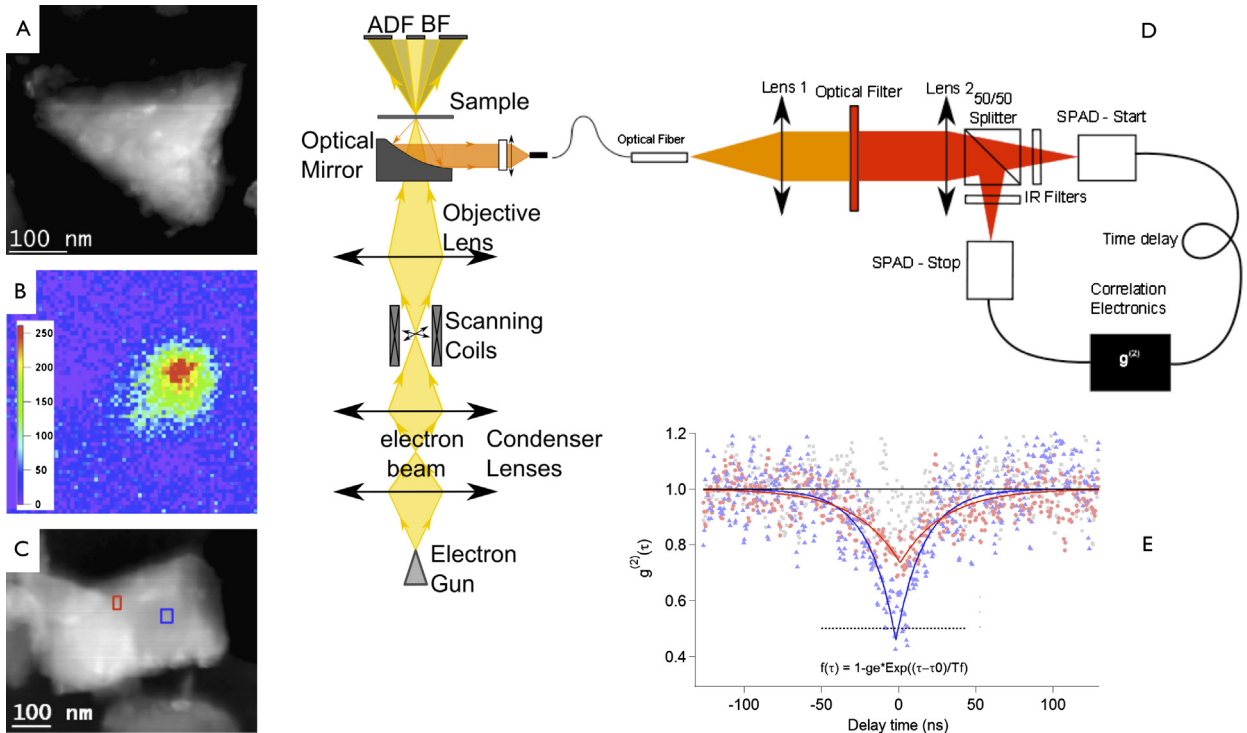 A
100 nm
B
250
200
150
100
50
0
C
100 nm
ADF BF
Sample
Optical
Mirror
Objective
Lens
Scanning
Coils
electron
beam
Condenser
Lenses
Electron
Gun
D
Optical Fiber
Lens 1
Optical Filter
Lens 2
50/50
Splitter
SPAD - Start
IR Filters
SPAD - Stop
Time delay
Correlation
Electronics
g⁽²⁾
E
1.2
1.0
0.8
0.6
0.4
g⁽²⁾(τ)
f(τ) = 1-ge*Exp((τ-τ0)/Tf)
-100
-50
0
50
100
Delay time (ns)